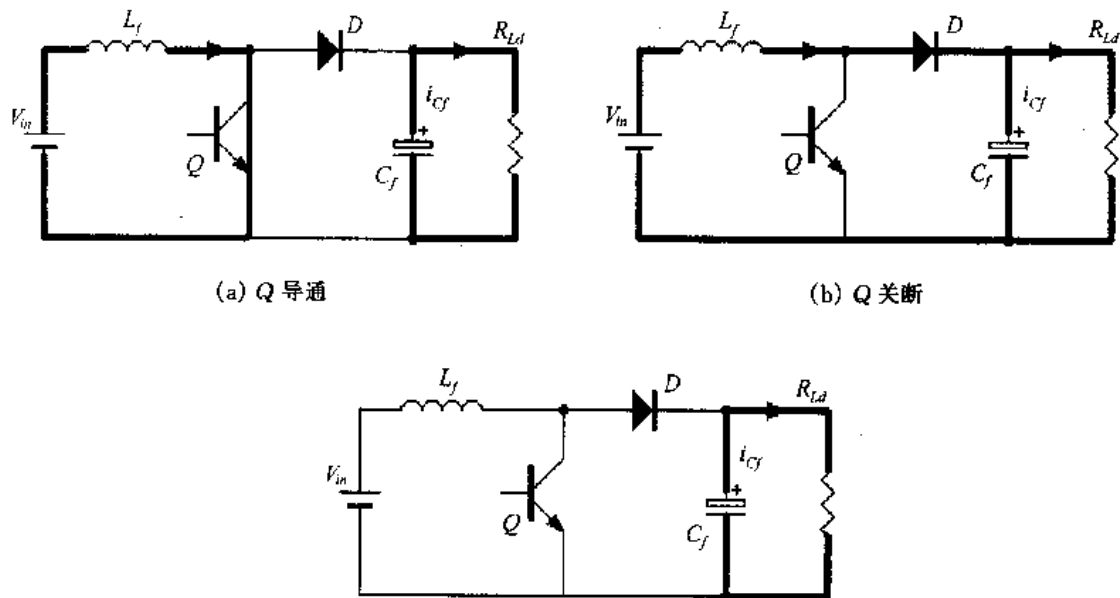 L_f
D
R_Ld
V_in
Q
i_Cf
+
C_f
(a) Q 导通
L_f
D
R_Ld
V_in
Q
i_Cf
+
C_f
(b) Q 关断
L_f
D
R_Ld
V_in
Q
i_Cf
+
C_f